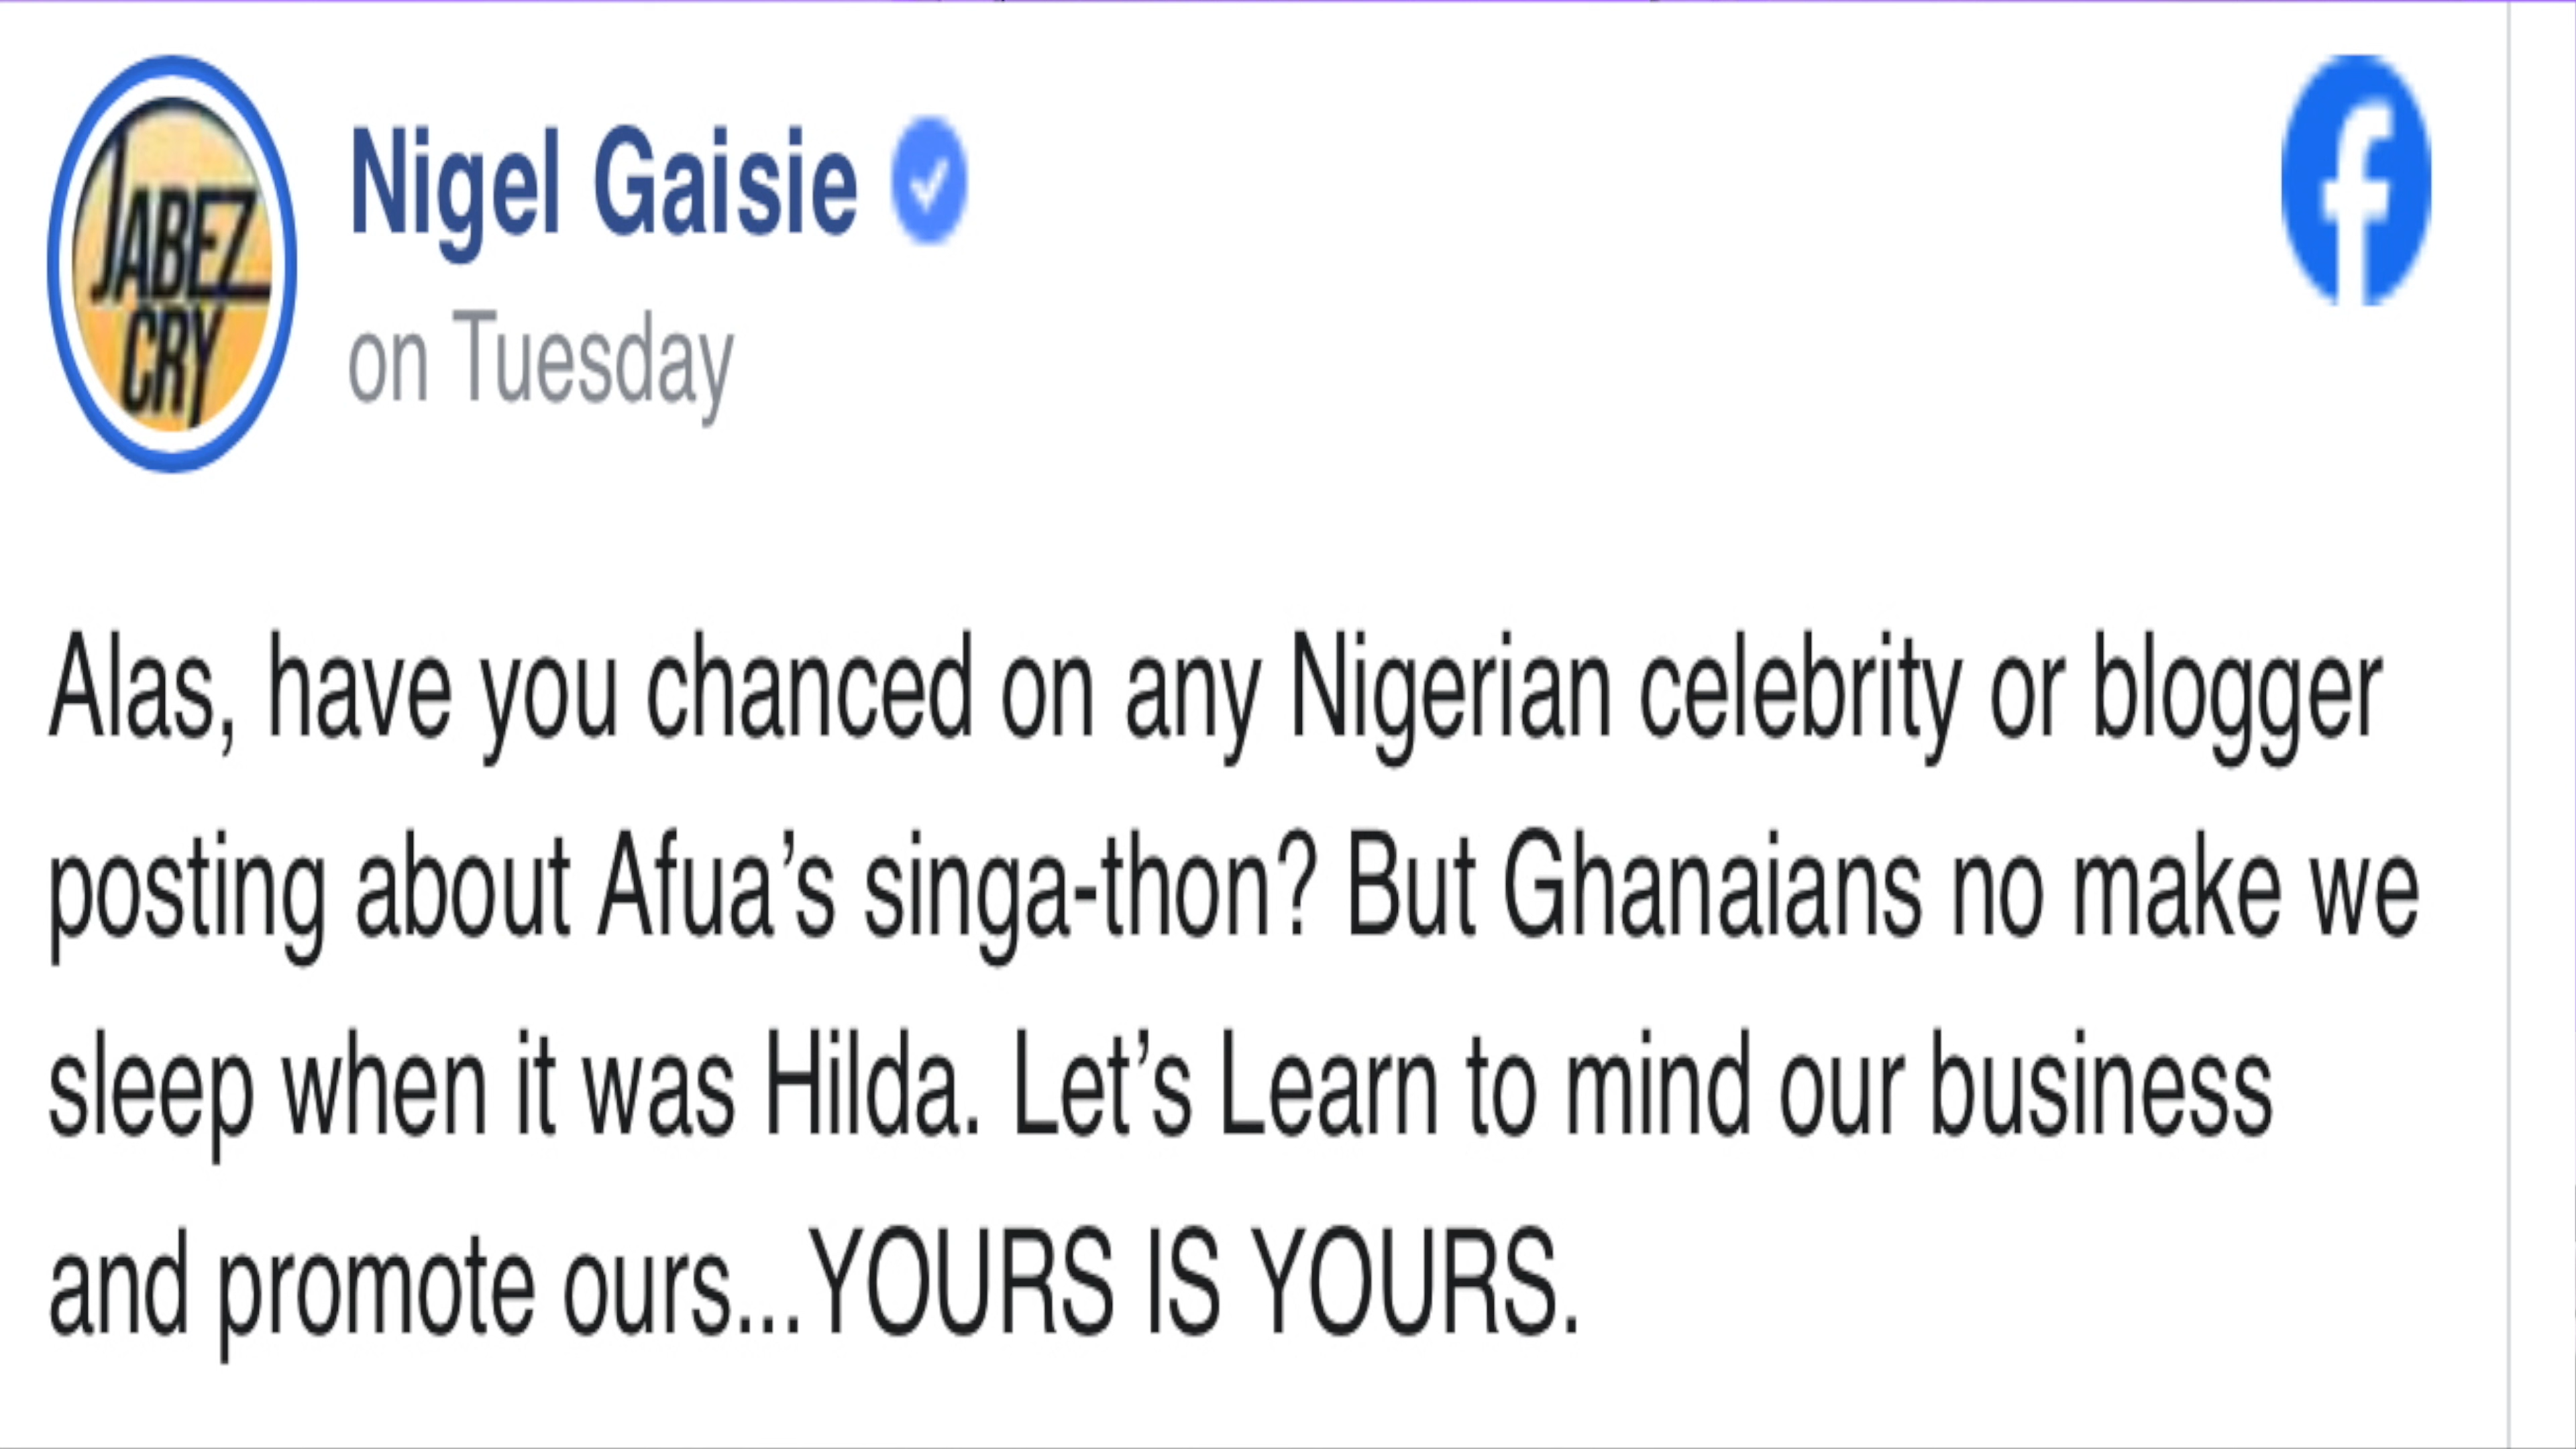 JABEZ
CRY
Nigel Gaisie
on Tuesday
Alas, have you chanced on any Nigerian celebrity or blogger
posting about Afua’s singa-thon? But Ghanaians no make we
sleep when it was Hilda. Let’s Learn to mind our business
and promote ours...YOURS IS YOURS.